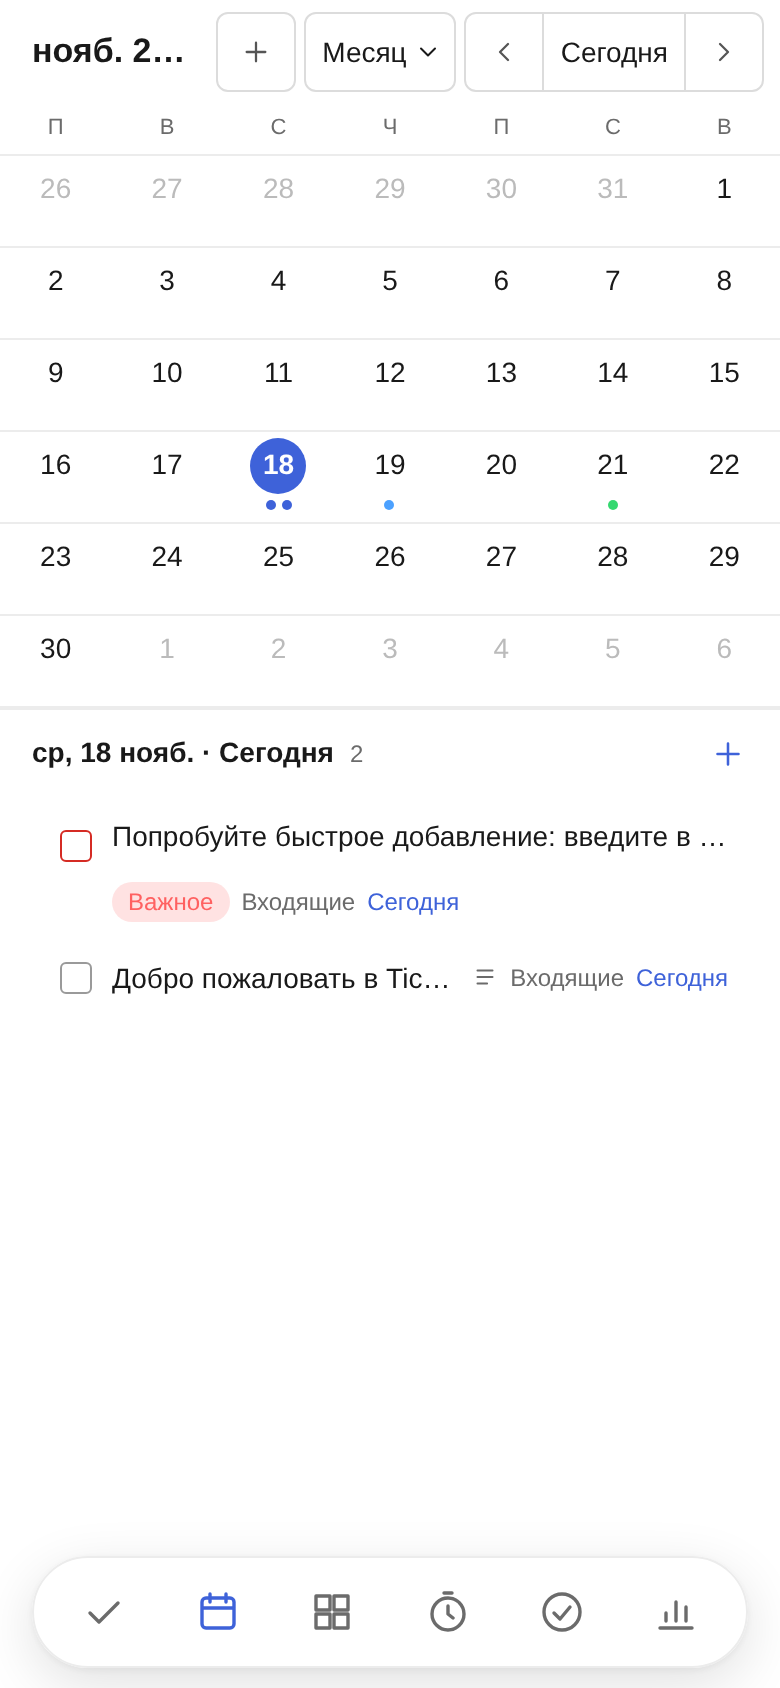 нояб. 2… Месяц Сегодня
П В С Ч П С В
26 27 28 29 30 31 1
2 3 4 5 6 7 8
9 10 11 12 13 14 15
16 17 18 19 20 21 22
23 24 25 26 27 28 29
30 1 2 3 4 5 6
ср, 18 нояб. · Сегодня 2
Попробуйте быстрое добавление: введите в …
Важное Входящие Сегодня
Добро пожаловать в Tic… Входящие Сегодня